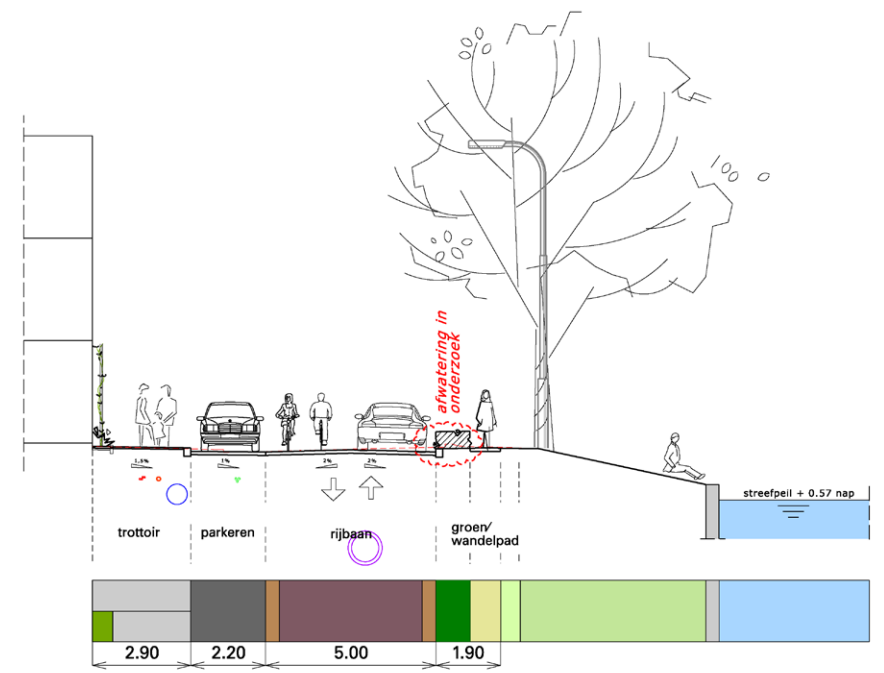 afwatering in
onderzoek
1,5%
1%
2%
2%
streefpeil + 0.57 nap
trottoir
parkeren
rijbaan
groen/
wandelpad
2.90
2.20
5.00
1.90